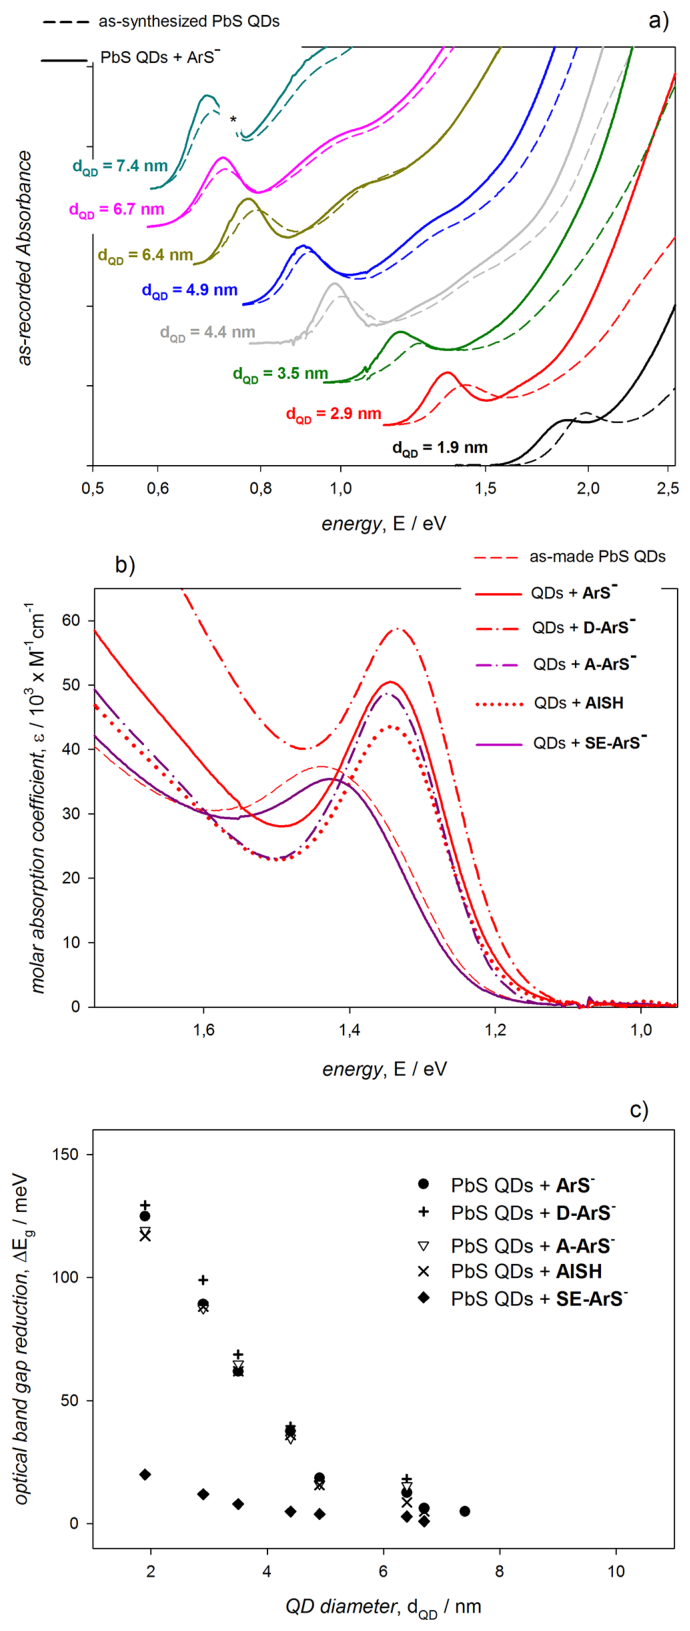 a)
as-synthesized PbS QDs
PbS QDs + ArS⁻
*
d_QD = 7.4 nm
d_QD = 6.7 nm
d_QD = 6.4 nm
d_QD = 4.9 nm
d_QD = 4.4 nm
d_QD = 3.5 nm
d_QD = 2.9 nm
d_QD = 1.9 nm
as-recorded Absorbance
0,5 0,6 0,8 1,0 1,5 2,0 2,5
energy, E / eV
b)
as-made PbS QDs
QDs + ArS⁻
QDs + D-ArS⁻
QDs + A-ArS⁻
QDs + AlSH
QDs + SE-ArS⁻
molar absorption coefficient, ε / 10³ x M⁻¹cm⁻¹
60
50
40
30
20
10
0
1,6 1,4 1,2 1,0
energy, E / eV
c)
PbS QDs + ArS⁻
PbS QDs + D-ArS⁻
PbS QDs + A-ArS⁻
PbS QDs + AlSH
PbS QDs + SE-ArS⁻
optical band gap reduction, ΔE_g / meV
150
100
50
0
2 4 6 8 10
QD diameter, d_QD / nm